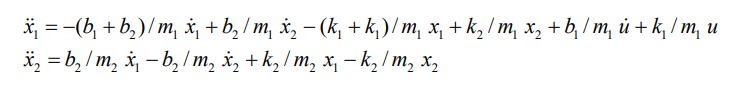 ẍ₁ = −(b₁ + b₂) / m₁ ẋ₁ + b₂ / m₁ ẋ₂ − (k₁ + k₁) / m₁ x₁ + k₂ / m₁ x₂ + b₁ / m₁ u̇ + k₁ / m₁ u
ẍ₂ = b₂ / m₂ ẋ₁ − b₂ / m₂ ẋ₂ + k₂ / m₂ x₁ − k₂ / m₂ x₂